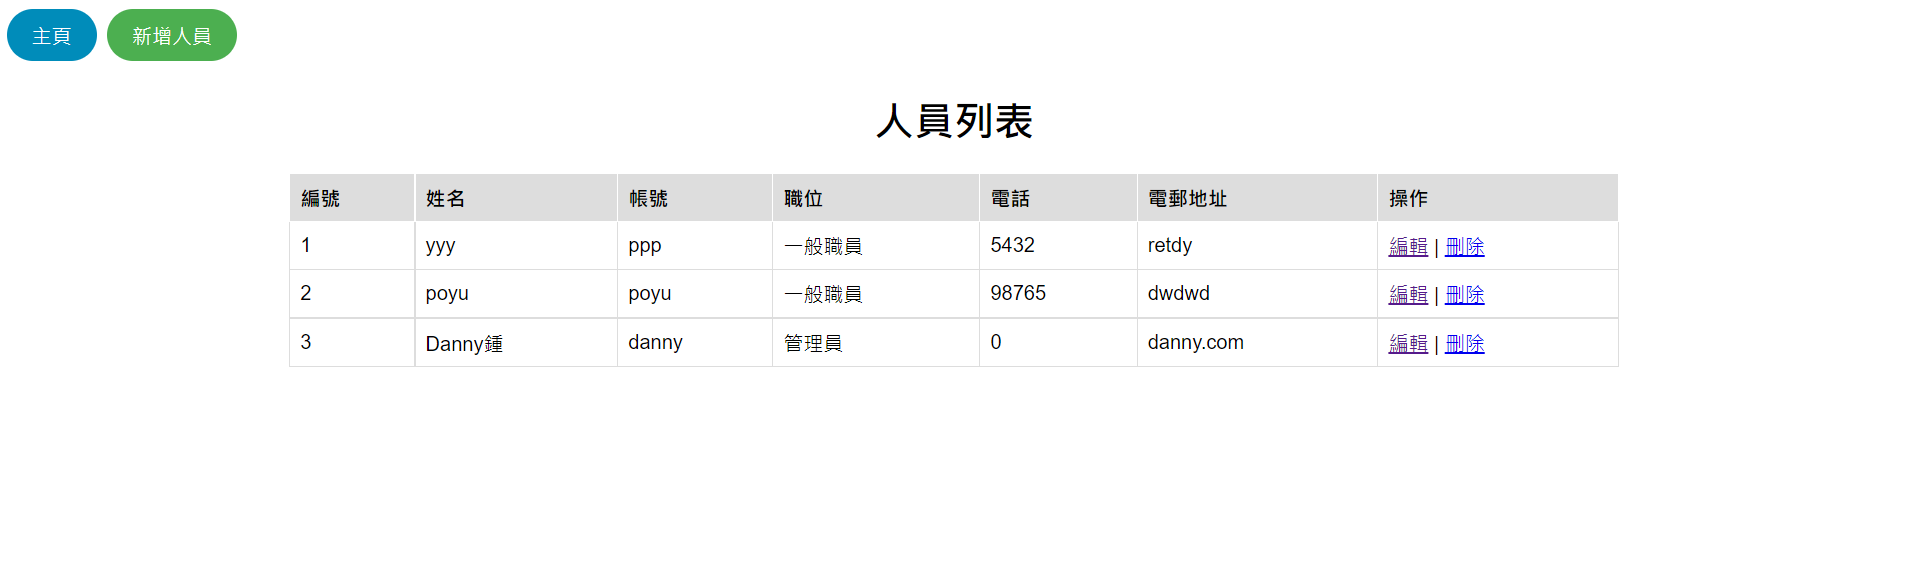 主頁 新增人員
人員列表
編號 姓名 帳號 職位 電話 電郵地址 操作
1 yyy ppp 一般職員 5432 retdy 編輯 | 刪除
2 poyu poyu 一般職員 98765 dwdwd 編輯 | 刪除
3 Danny鍾 danny 管理員 0 danny.com 編輯 | 刪除